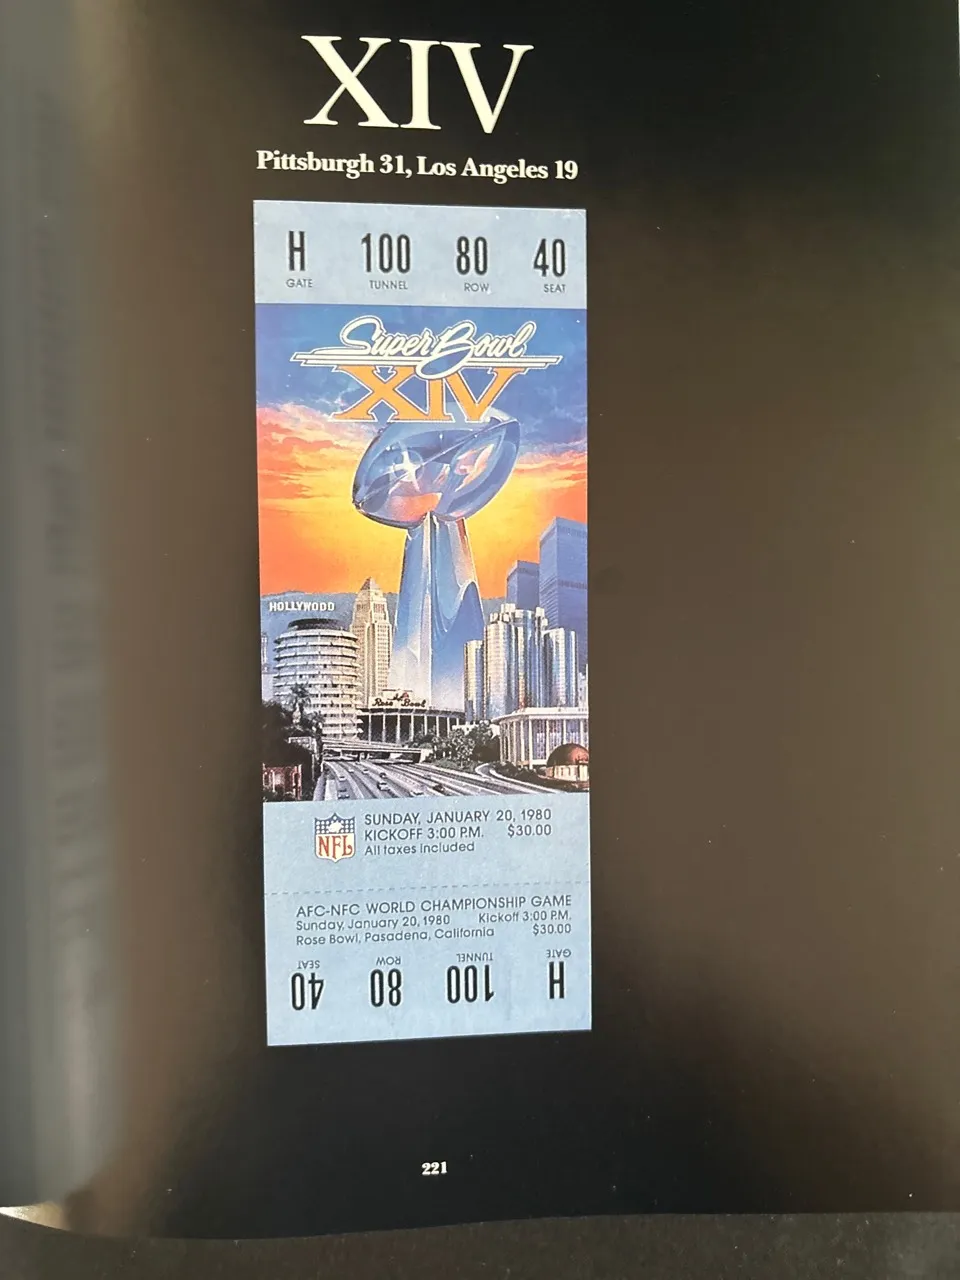 XIV
Pittsburgh 31, Los Angeles 19
H 100 80 40
GATE TUNNEL ROW SEAT
Super Bowl
XIV
HOLLYWOOD
Rose Bowl
NFL
SUNDAY, JANUARY 20, 1980
KICKOFF 3:00 P.M. $30.00
All taxes included
AFC-NFC WORLD CHAMPIONSHIP GAME
Sunday, January 20, 1980 Kickoff 3:00 P.M.
Rose Bowl, Pasadena, California $30.00
SEAT ROW TUNNEL GATE
40 80 100 H
221